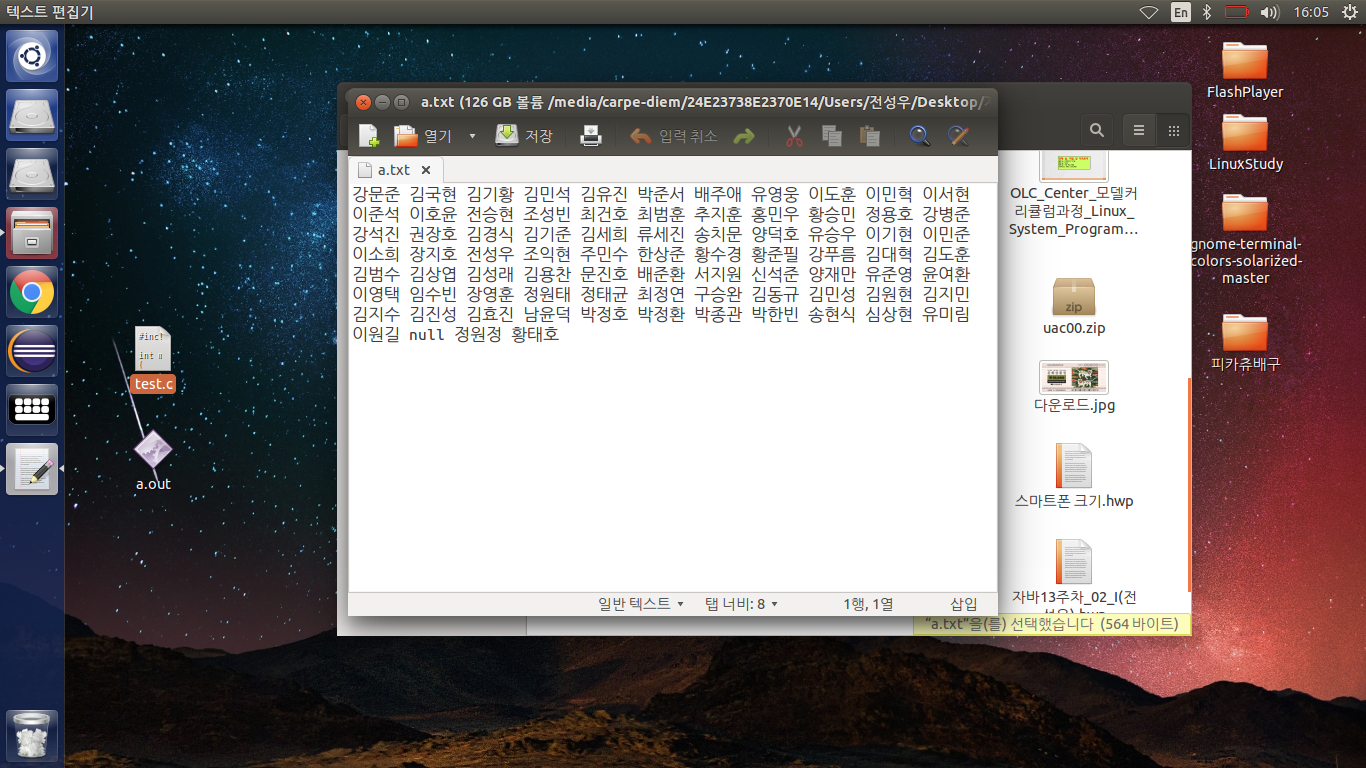 텍스트 편집기
En
16:05
a.txt (126 GB 볼륨 /media/carpe-diem/24E23738E2370E14/Users/전성우/Desktop/
열기
저장
입력 취소
a.txt
강문준 김국현 김기황 김민석 김유진 박준서 배주애 유영웅 이도훈 이민혁 이서현
이준석 이호윤 전승현 조성빈 최건호 최범훈 추지훈 홍민우 황승민 정용호 강병준
강석진 권장호 김경식 김기준 김세희 류세진 송치문 양덕호 유승우 이기현 이민준
이소희 장지호 전성우 조익현 주민수 한상준 황수경 황준필 강푸름 김대혁 김도훈
김범수 김상엽 김성래 김용찬 문진호 배준환 서지원 신석준 양재만 유준영 윤여환
이영택 임수빈 장영훈 정원태 정태균 최정연 구승완 김동규 김민성 김원현 김지민
김지수 김진성 김효진 남윤덕 박정호 박정환 박종관 박한빈 송현식 심상현 유미림
이원길 null 정원정 황태호
일반 텍스트
탭 너비: 8
1행, 1열
삽입
OLC_Center_모델커
리큘럼과정_Linux_
System_Program...
zip
uac00.zip
다운로드.jpg
스마트폰 크기.hwp
자바13주차_02_I(전
"a.txt"을(를) 선택했습니다 (564 바이트)
#incl
int m
{
test.c
a.out
FlashPlayer
LinuxStudy
gnome-terminal-
colors-solarized-
master
피카츄배구